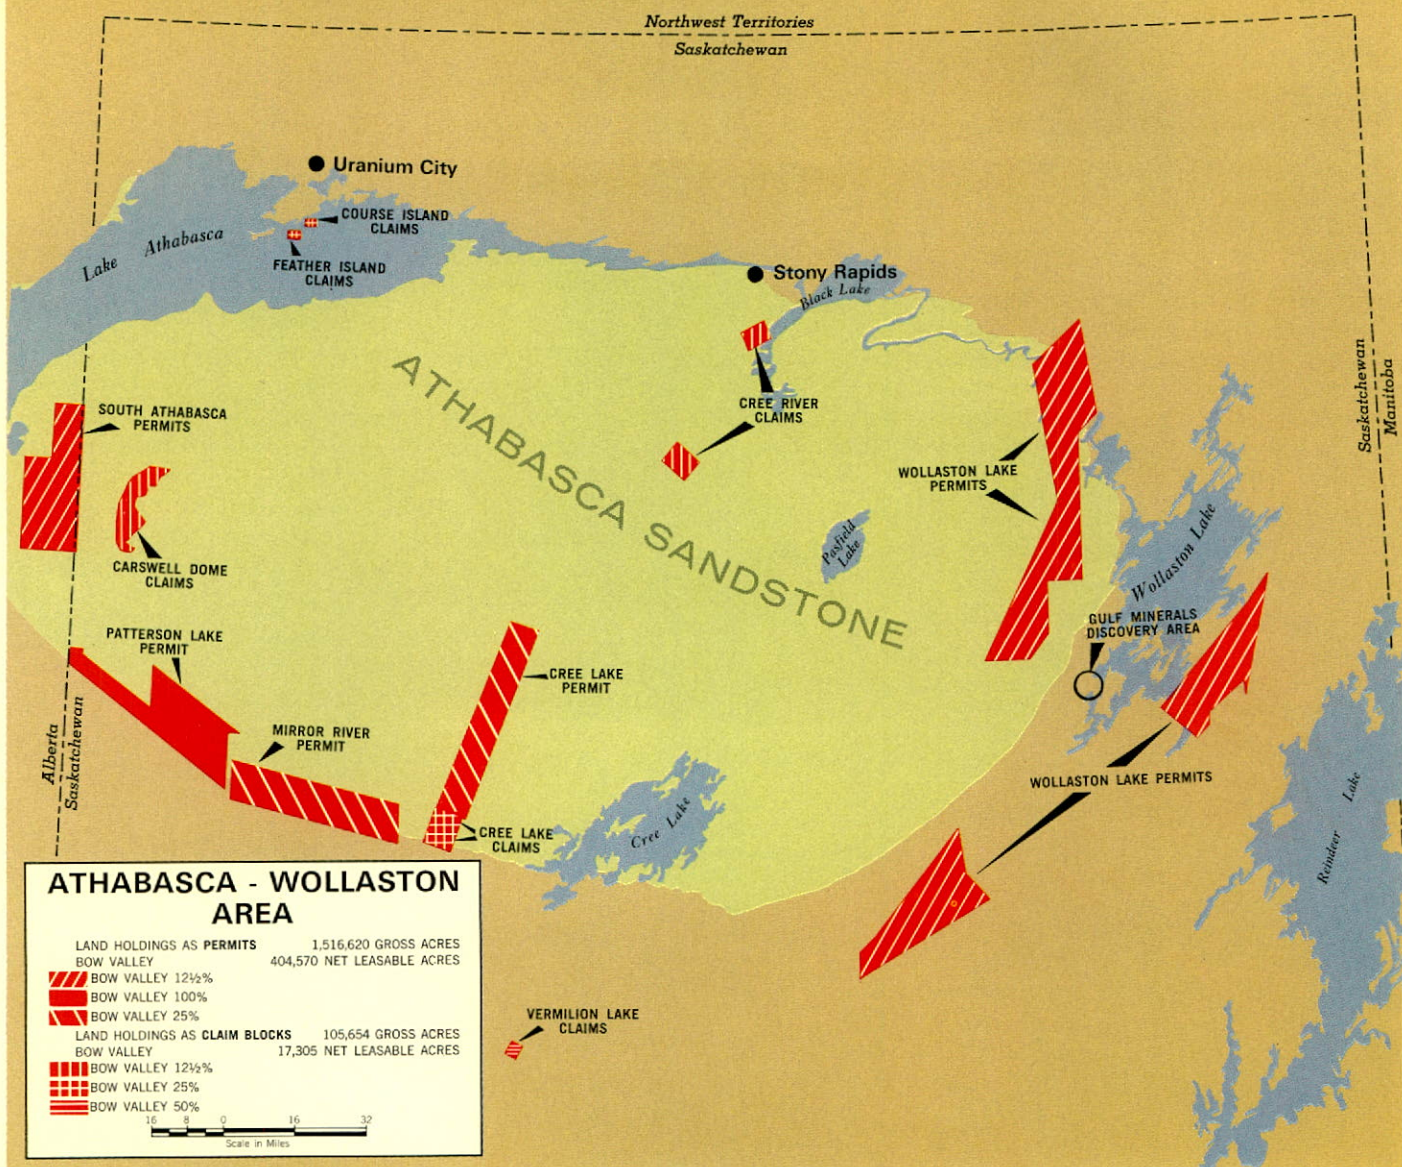 Northwest Territories
Saskatchewan
Uranium City
COURSE ISLAND
CLAIMS
Lake Athabasca
FEATHER ISLAND
CLAIMS
Stony Rapids
Black Lake
Saskatchewan
Manitoba
SOUTH ATHABASCA
PERMITS
CREE RIVER
CLAIMS
ATHABASCA SANDSTONE
WOLLASTON LAKE
PERMITS
Pasfield
Lake
Wollaston Lake
CARSWELL DOME
CLAIMS
GULF MINERALS
DISCOVERY AREA
PATTERSON LAKE
PERMIT
CREE LAKE
PERMIT
Alberta
Saskatchewan
MIRROR RIVER
PERMIT
WOLLASTON LAKE PERMITS
Reindeer Lake
Cree Lake
CREE LAKE
CLAIMS
VERMILION LAKE
CLAIMS
ATHABASCA - WOLLASTON
AREA
LAND HOLDINGS AS PERMITS 1,516,620 GROSS ACRES
BOW VALLEY 404,570 NET LEASABLE ACRES
BOW VALLEY 12½%
BOW VALLEY 100%
BOW VALLEY 25%
LAND HOLDINGS AS CLAIM BLOCKS 105,654 GROSS ACRES
BOW VALLEY 17,305 NET LEASABLE ACRES
BOW VALLEY 12½%
BOW VALLEY 25%
BOW VALLEY 50%
16 8 0 16 32
Scale in Miles